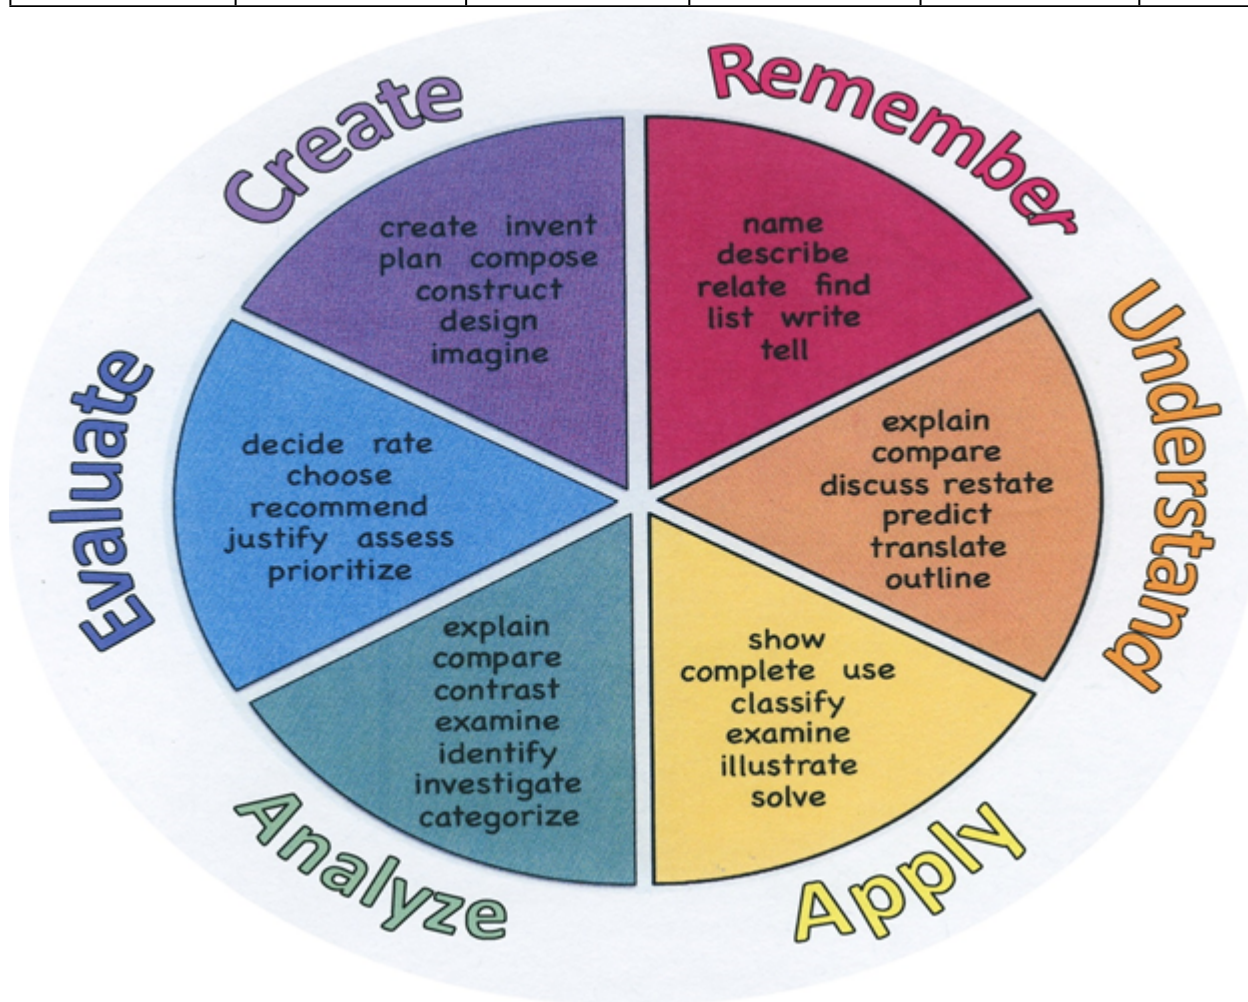 Remember
name
describe
relate find
list write
tell
Understand
explain
compare
discuss restate
predict
translate
outline
Apply
show
complete use
classify
examine
illustrate
solve
Analyze
explain
compare
contrast
examine
identify
investigate
categorize
Evaluate
decide rate
choose
recommend
justify assess
prioritize
Create
create invent
plan compose
construct
design
imagine